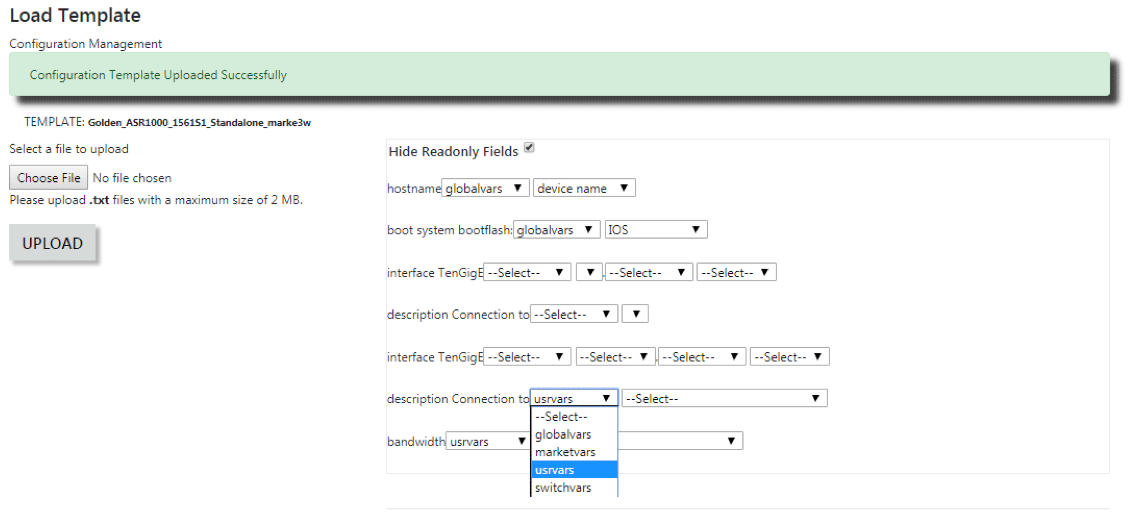 Load Template
Configuration Management
Configuration Template Uploaded Successfully
TEMPLATE: Golden_ASR1000_1561S1_Standalone_marke3w
Select a file to upload
Choose File No file chosen
Please upload .txt files with a maximum size of 2 MB.
UPLOAD
Hide Readonly Fields
hostname globalvars device name
boot system bootflash: globalvars IOS
interface TenGigE --Select-- . --Select-- --Select--
description Connection to --Select--
interface TenGigE --Select-- --Select-- . --Select-- --Select--
description Connection to usrvars --Select--
--Select--
globalvars
marketvars
usrvars
switchvars
bandwidth usrvars